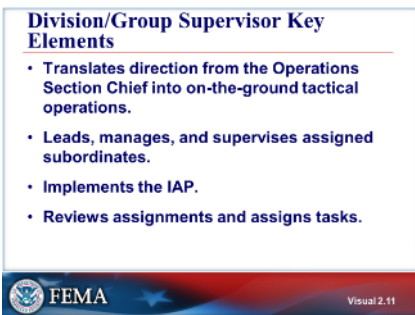 Division/Group Supervisor Key
Elements
• Translates direction from the Operations
Section Chief into on-the-ground tactical
operations.
• Leads, manages, and supervises assigned
subordinates.
• Implements the IAP.
• Reviews assignments and assigns tasks.
FEMA
Visual 2.11